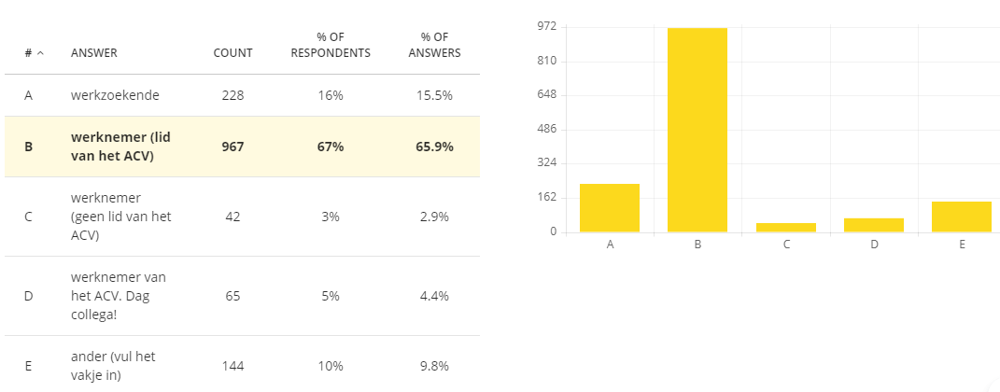 % OF % OF
# ANSWER COUNT RESPONDENTS ANSWERS
A werkzoekende 228 16% 15.5%
werknemer (lid
B 967 67% 65.9%
van het ACV)
werknemer
C (geen lid van het 42 3% 2.9%
ACV)
werknemer van
D het ACV. Dag 65 5% 4.4%
collega!
ander (vul het
E 144 10% 9.8%
vakje in)
972
810
648
486
324
162
0
A B C D E